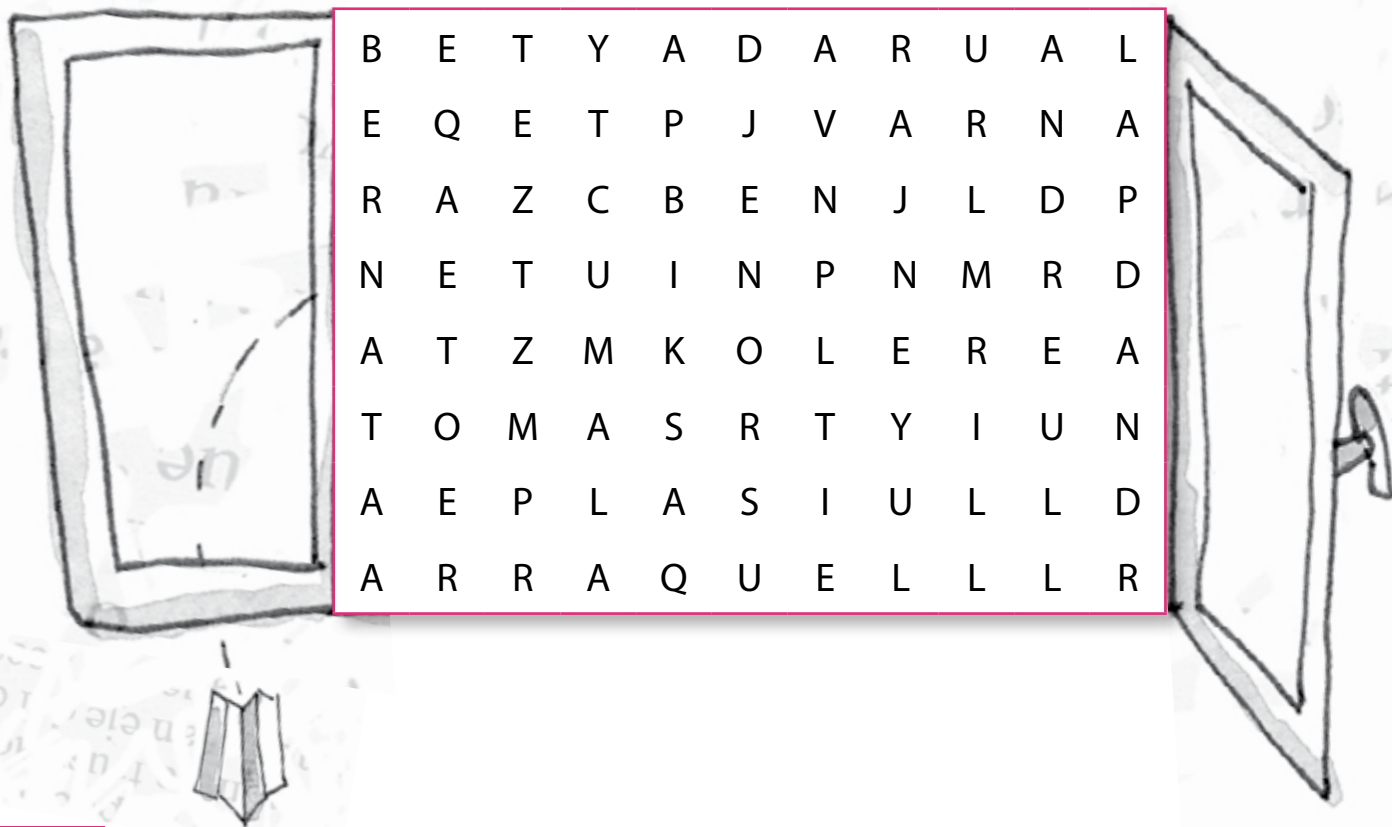 B E T Y A D A R U A L
E Q E T P J V A R N A
R A Z C B E N J L D P
N E T U I N P N M R D
A T Z M K O L E R E A
T O M A S R T Y I U N
A E P L A S I U L L D
A R R A Q U E L L L R